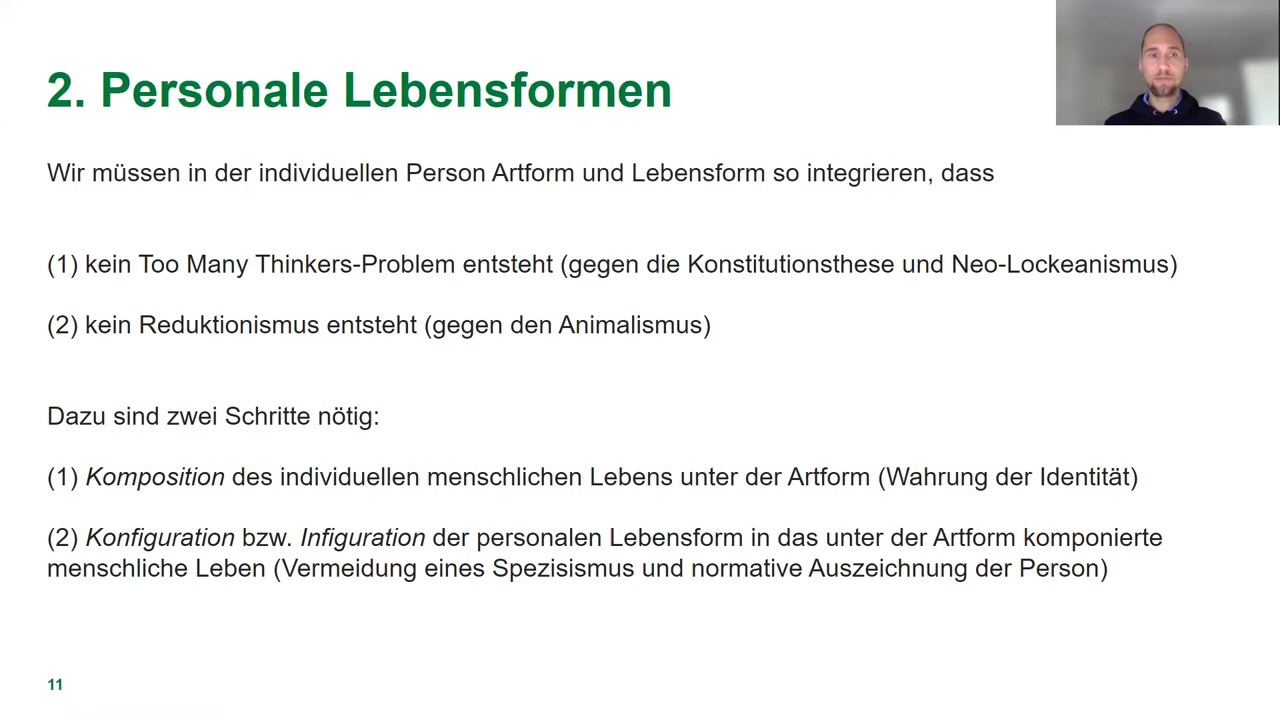 2. Personale Lebensformen
Wir müssen in der individuellen Person Artform und Lebensform so integrieren, dass
(1) kein Too Many Thinkers-Problem entsteht (gegen die Konstitutionsthese und Neo-Lockeanismus)
(2) kein Reduktionismus entsteht (gegen den Animalismus)
Dazu sind zwei Schritte nötig:
(1) Komposition des individuellen menschlichen Lebens unter der Artform (Wahrung der Identität)
(2) Konfiguration bzw. Infiguration der personalen Lebensform in das unter der Artform komponierte
menschliche Leben (Vermeidung eines Spezisismus und normative Auszeichnung der Person)
11